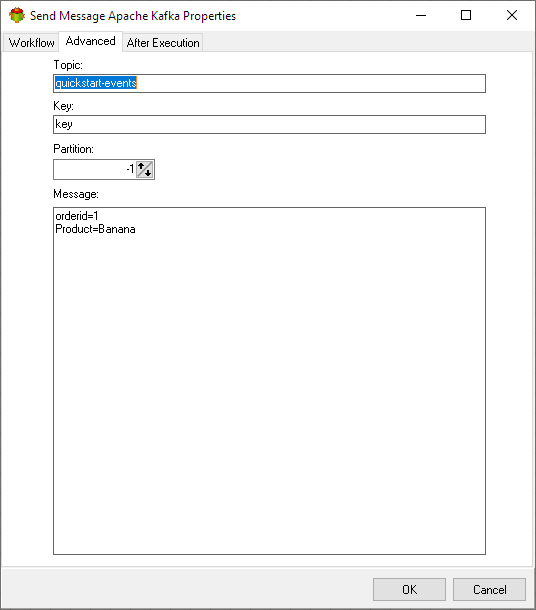 Send Message Apache Kafka Properties
Workflow Advanced After Execution
Topic:
quickstart-events
Key:
key
Partition:
-1
Message:
orderid=1
Product=Banana
OK Cancel